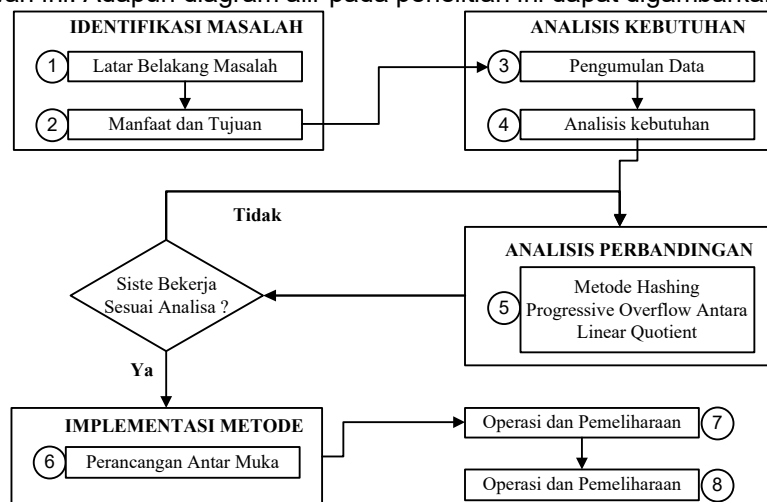 IDENTIFIKASI MASALAH
1 Latar Belakang Masalah
2 Manfaat dan Tujuan
ANALISIS KEBUTUHAN
3 Pengumulan Data
4 Analisis kebutuhan
Tidak
ANALISIS PERBANDINGAN
5
Metode Hashing
Progressive Overflow Antara
Linear Quotient
Siste Bekerja
Sesuai Analisa ?
Ya
IMPLEMENTASI METODE
6 Perancangan Antar Muka
Operasi dan Pemeliharaan 7
Operasi dan Pemeliharaan 8